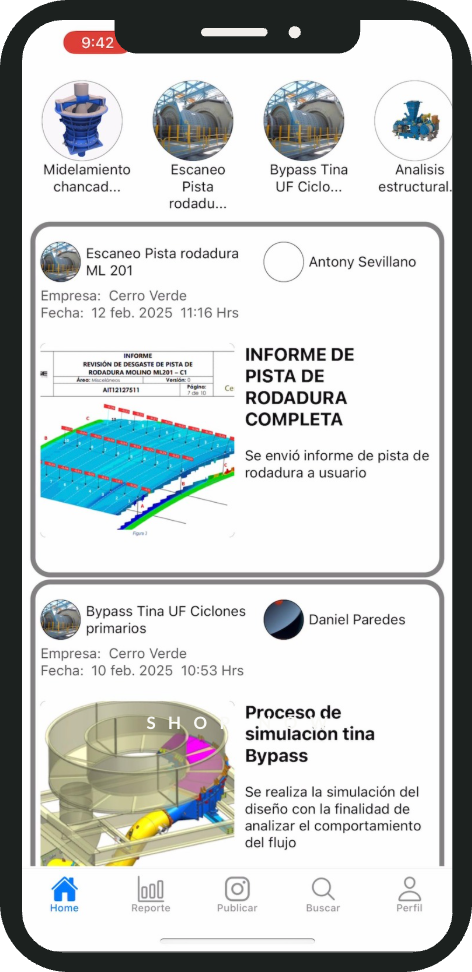 9:42
Midelamiento
chancad...
Escaneo
Pista
rodadu...
Bypass Tina
UF Ciclo...
Analisis
estructural.
Escaneo Pista rodadura
ML 201
Antony Sevillano
Empresa: Cerro Verde
Fecha: 12 feb. 2025 11:16 Hrs
INFORME
REVISIÓN DE DESGASTE DE PISTA DE
RODADURA MOLINO ML201 – C1
Área: Misceláneos
Versión: 0
AIT12127511
Página:
7 de 10
Ce
Figura 2
INFORME DE
PISTA DE
RODADURA
COMPLETA
Se envió informe de pista de
rodadura a usuario
Bypass Tina UF Ciclones
primarios
Daniel Paredes
Empresa: Cerro Verde
Fecha: 10 feb. 2025 10:53 Hrs
SHO
Proceso de
simulación tina
Bypass
Se realiza la simulación del
diseño con la finalidad de
analizar el comportamiento
del flujo
Home
Reporte
Publicar
Buscar
Perfil